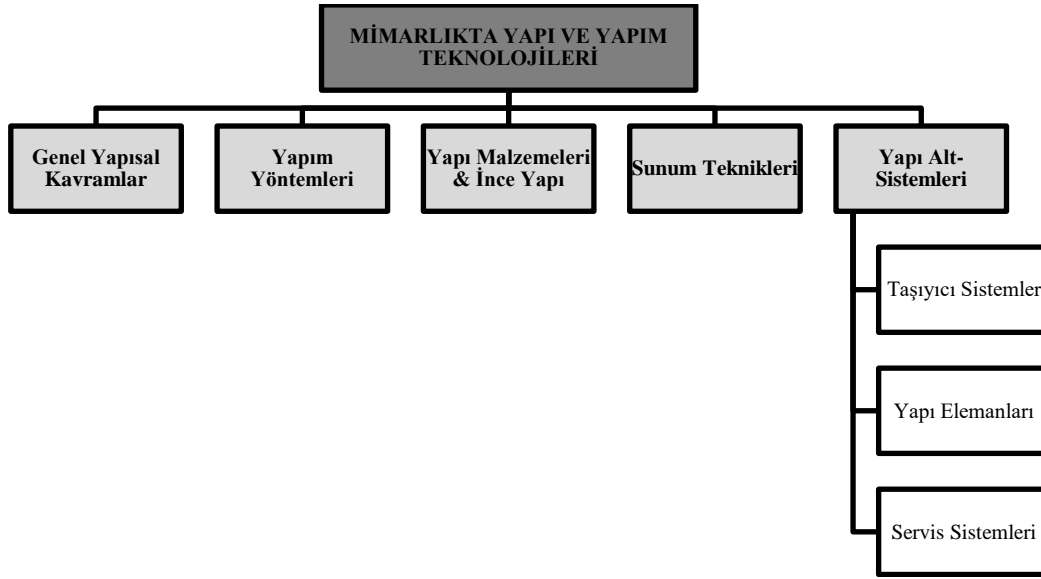 MİMARLIKTA YAPI VE YAPIM
TEKNOLOJİLERİ
Genel Yapısal
Kavramlar
Yapım
Yöntemleri
Yapı Malzemeleri
& İnce Yapı
Sunum Teknikleri
Yapı Alt-
Sistemleri
Taşıyıcı Sistemler
Yapı Elemanları
Servis Sistemleri